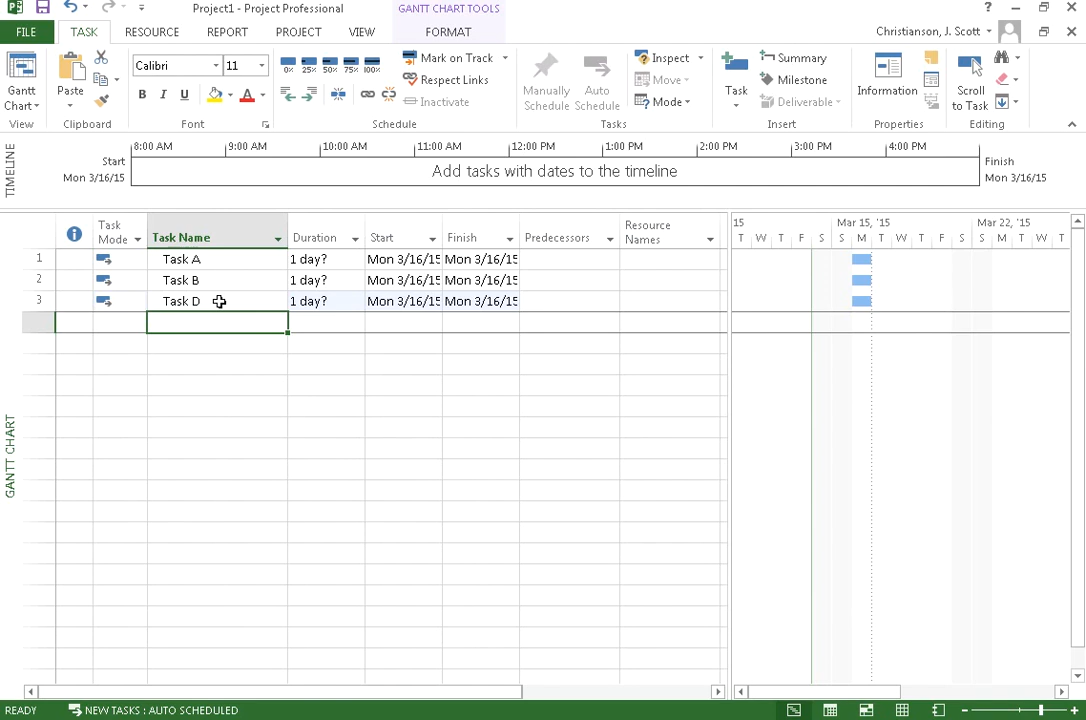 Project1 - Project Professional
GANTT CHART TOOLS
FILE TASK RESOURCE REPORT PROJECT VIEW FORMAT
Christianson, J. Scott
Gantt Chart
View
Paste
Clipboard
Calibri 11
B I U A
Font
0% 25% 50% 75% 100%
Mark on Track
Respect Links
Inactivate
Schedule
Manually Schedule
Auto Schedule
Inspect
Move
Mode
Tasks
Task
Summary
Milestone
Deliverable
Insert
Information
Properties
Scroll to Task
Editing
TIMELINE
8:00 AM 9:00 AM 10:00 AM 11:00 AM 12:00 PM 1:00 PM 2:00 PM 3:00 PM 4:00 PM
Start
Mon 3/16/15
Add tasks with dates to the timeline
Finish
Mon 3/16/15
GANTT CHART
Task Mode Task Name Duration Start Finish Predecessors Resource Names
15 Mar 15, '15 Mar 22, '15
T W F S S M T W T F S S M T W T
1 Task A 1 day? Mon 3/16/15 Mon 3/16/15
2 Task B 1 day? Mon 3/16/15 Mon 3/16/15
3 Task D 1 day? Mon 3/16/15 Mon 3/16/15
READY NEW TASKS : AUTO SCHEDULED